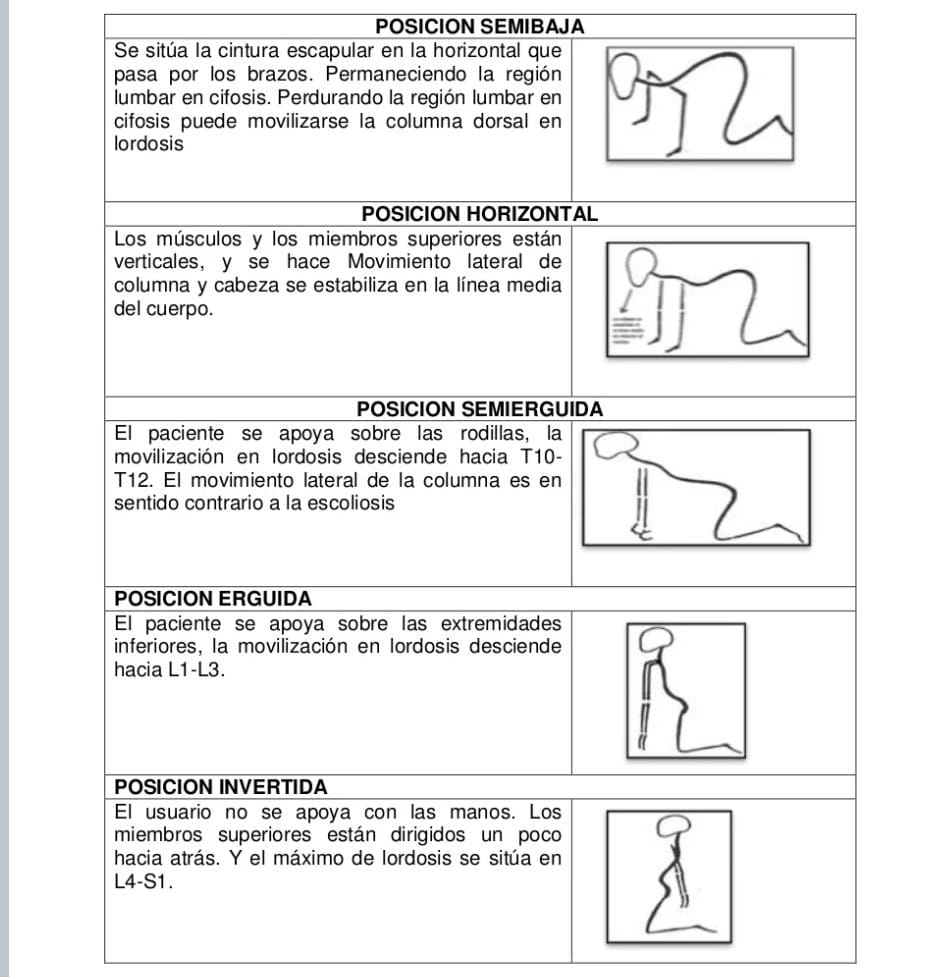 POSICION SEMIBAJA
Se sitúa la cintura escapular en la horizontal que
pasa por los brazos. Permaneciendo la región
lumbar en cifosis. Perdurando la región lumbar en
cifosis puede movilizarse la columna dorsal en
lordosis
POSICION HORIZONTAL
Los músculos y los miembros superiores están
verticales, y se hace Movimiento lateral de
columna y cabeza se estabiliza en la línea media
del cuerpo.
POSICION SEMIERGUIDA
El paciente se apoya sobre las rodillas, la
movilización en lordosis desciende hacia T10-
T12. El movimiento lateral de la columna es en
sentido contrario a la escoliosis
POSICION ERGUIDA
El paciente se apoya sobre las extremidades
inferiores, la movilización en lordosis desciende
hacia L1-L3.
POSICION INVERTIDA
El usuario no se apoya con las manos. Los
miembros superiores están dirigidos un poco
hacia atrás. Y el máximo de lordosis se sitúa en
L4-S1.